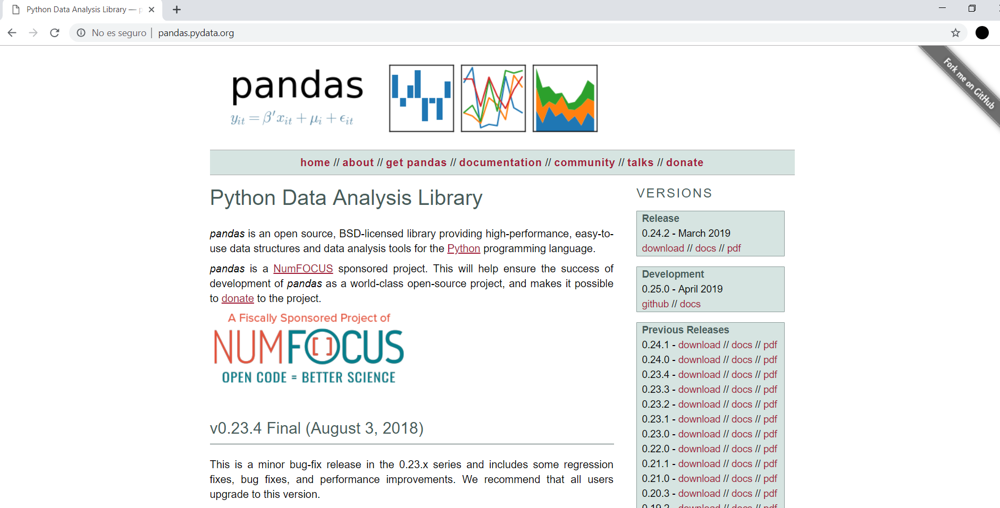 Python Data Analysis Library — p
No es seguro | pandas.pydata.org
Fork me on GitHub
pandas
y_it = β′x_it + μ_i + ϵ_it
home // about // get pandas // documentation // community // talks // donate
Python Data Analysis Library
pandas is an open source, BSD-licensed library providing high-performance, easy-to-
use data structures and data analysis tools for the Python programming language.
pandas is a NumFOCUS sponsored project. This will help ensure the success of
development of pandas as a world-class open-source project, and makes it possible
to donate to the project.
A Fiscally Sponsored Project of
NUMFOCUS
OPEN CODE = BETTER SCIENCE
v0.23.4 Final (August 3, 2018)
This is a minor bug-fix release in the 0.23.x series and includes some regression
fixes, bug fixes, and performance improvements. We recommend that all users
upgrade to this version.
VERSIONS
Release
0.24.2 - March 2019
download // docs // pdf
Development
0.25.0 - April 2019
github // docs
Previous Releases
0.24.1 - download // docs // pdf
0.24.0 - download // docs // pdf
0.23.4 - download // docs // pdf
0.23.3 - download // docs // pdf
0.23.2 - download // docs // pdf
0.23.1 - download // docs // pdf
0.23.0 - download // docs // pdf
0.22.0 - download // docs // pdf
0.21.1 - download // docs // pdf
0.21.0 - download // docs // pdf
0.20.3 - download // docs // pdf
0.19.2 - download // docs // pdf